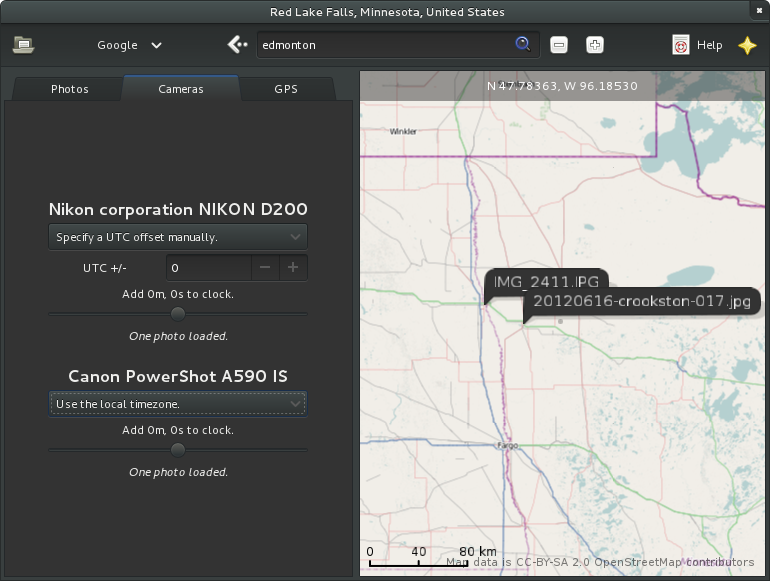 Red Lake Falls, Minnesota, United States
Google
edmonton
Help
Photos
Cameras
GPS
Nikon corporation NIKON D200
Specify a UTC offset manually.
UTC +/-
0
Add 0m, 0s to clock.
One photo loaded.
Canon PowerShot A590 IS
Use the local timezone.
Add 0m, 0s to clock.
One photo loaded.
N 47.78363, W 96.18530
Winkler
IMG_2411.JPG
20120616-crookston-017.jpg
Fargo
0 40 80 km
Map data is CC-BY-SA 2.0 OpenStreetMap contributors